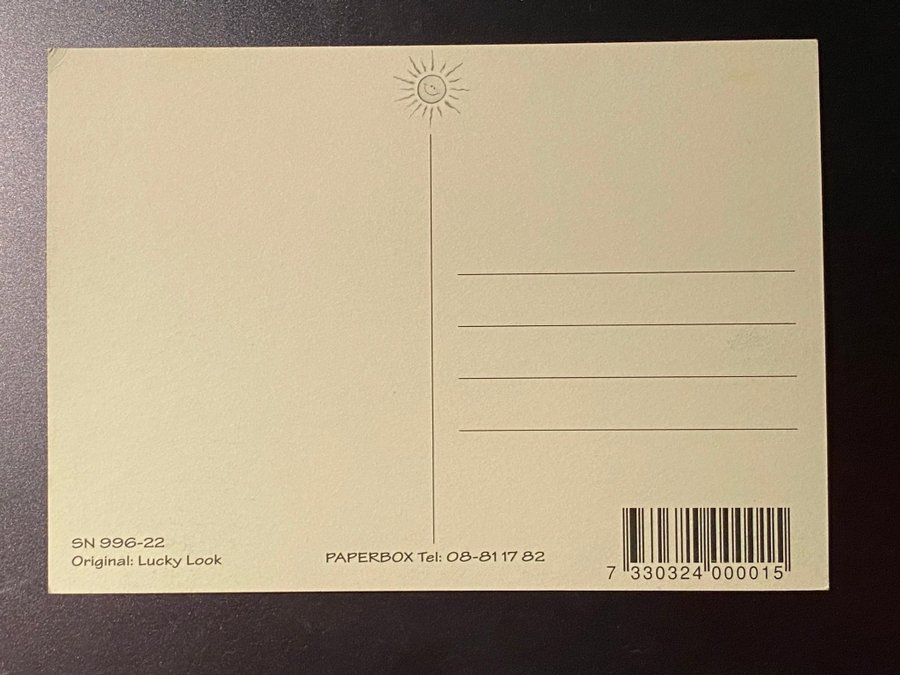 SN 996-22
Original: Lucky Look
PAPERBOX Tel: 08-81 17 82
7 330324 000015